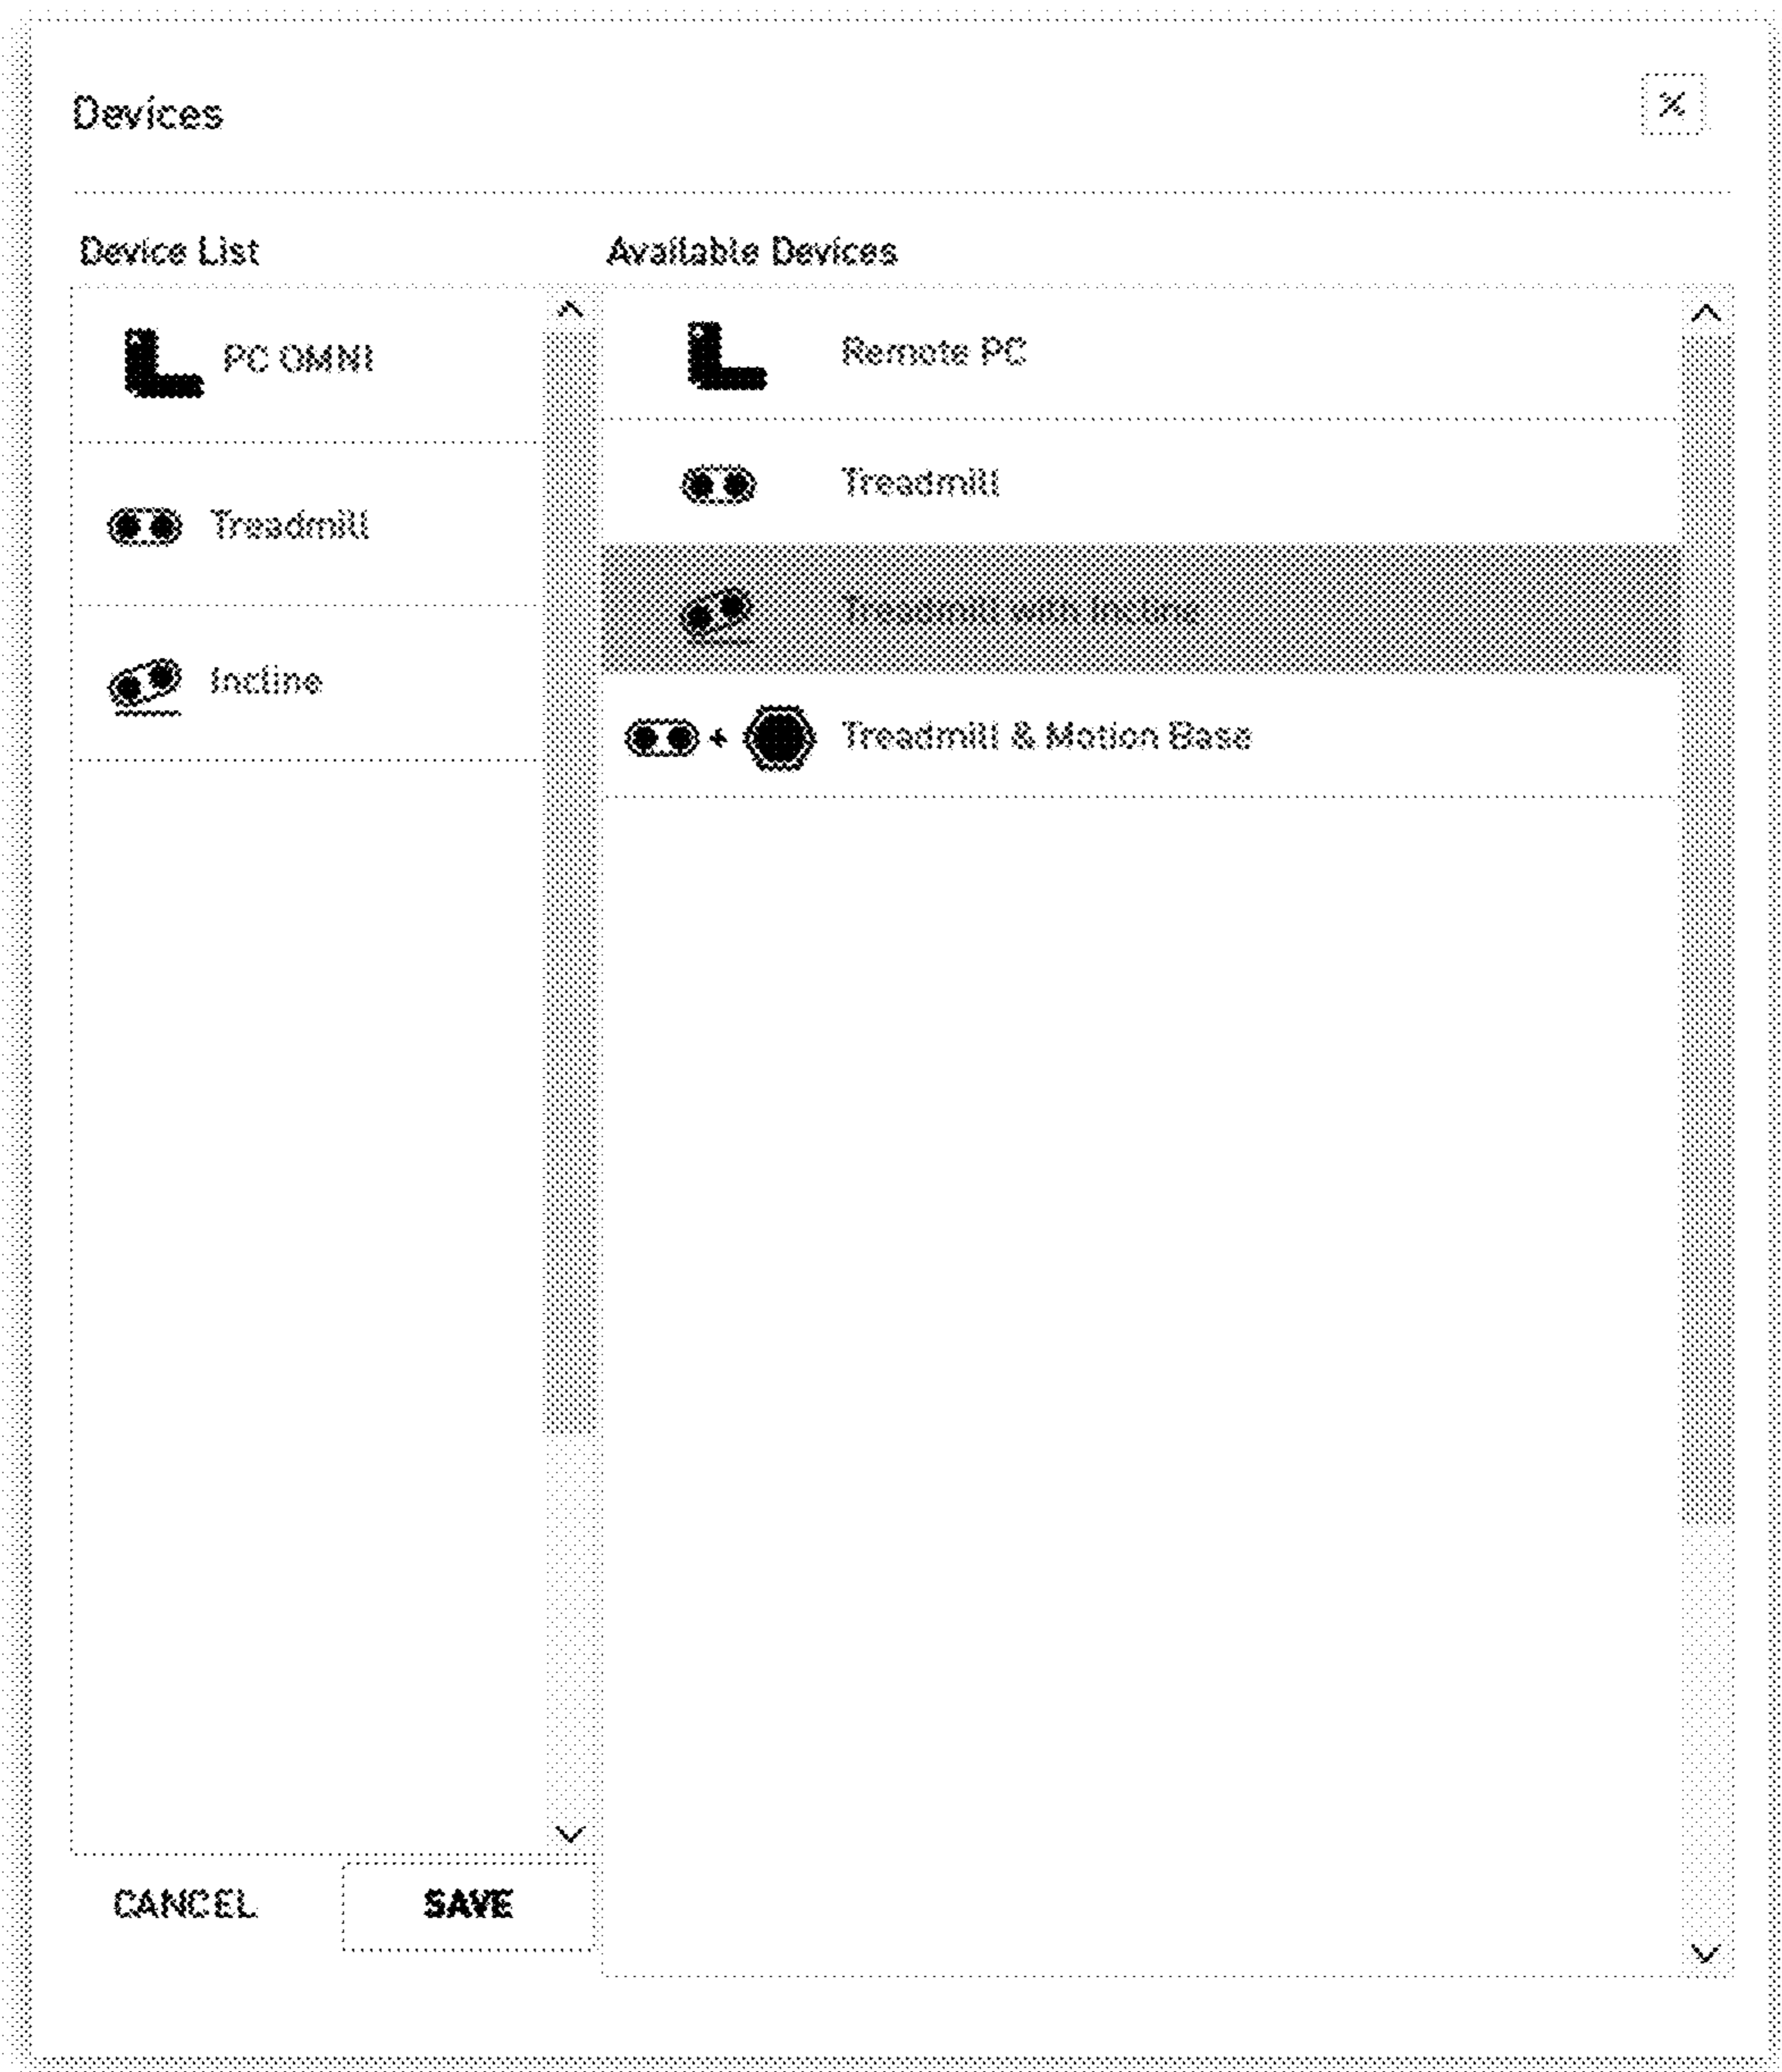 Devices
Device List
Available Devices
PC OMNI
Treadmill
Incline
Remote PC
Treadmill
Treadmill with Incline
+ Treadmill & Motion Base
CANCEL
SAVE